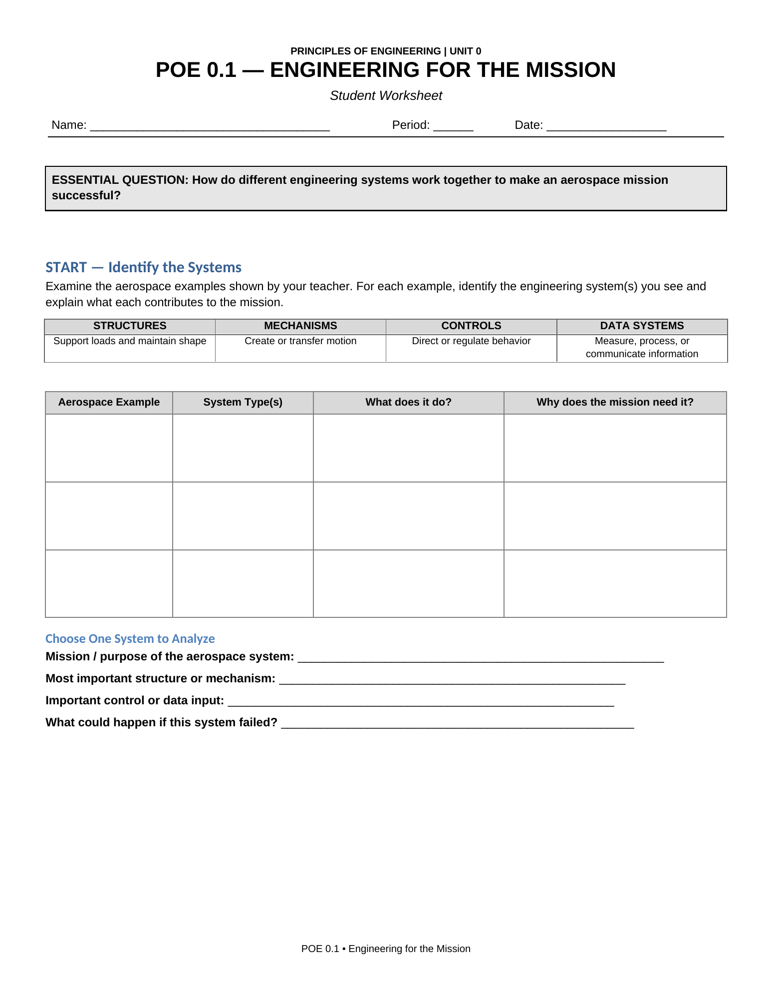 PRINCIPLES OF ENGINEERING | UNIT 0
POE 0.1 — ENGINEERING FOR THE MISSION
Student Worksheet
Name: ____________________________________ Period: ______ Date: __________________
ESSENTIAL QUESTION: How do different engineering systems work together to make an aerospace mission
successful?
START — Identify the Systems
Examine the aerospace examples shown by your teacher. For each example, identify the engineering system(s) you see and
explain what each contributes to the mission.
STRUCTURES MECHANISMS CONTROLS DATA SYSTEMS
Support loads and maintain shape Create or transfer motion Direct or regulate behavior Measure, process, or
communicate information
Aerospace Example System Type(s) What does it do? Why does the mission need it?
Choose One System to Analyze
Mission / purpose of the aerospace system: _______________________________________________________
Most important structure or mechanism: ____________________________________________________
Important control or data input: __________________________________________________________
What could happen if this system failed? _____________________________________________________
POE 0.1 • Engineering for the Mission